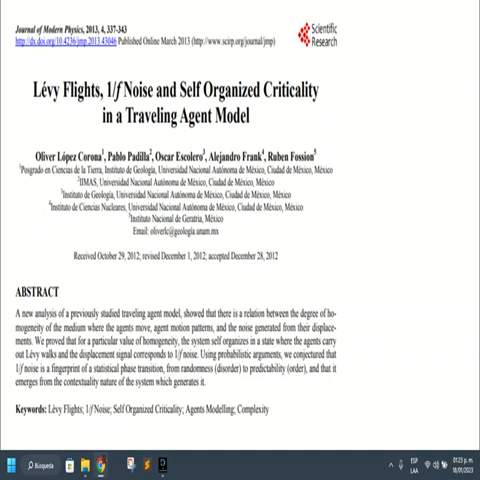 Journal of Modern Physics, 2013, 4, 337-343
http://dx.doi.org/10.4236/jmp.2013.43046 Published Online March 2013 (http://www.scirp.org/journal/jmp)
Scientific
Research
Lévy Flights, 1/f Noise and Self Organized Criticality
in a Traveling Agent Model
Oliver López Corona1, Pablo Padilla2, Oscar Escolero3, Alejandro Frank4, Ruben Fossion5
1Posgrado en Ciencias de la Tierra, Instituto de Geología, Universidad Nacional Autónoma de México, Ciudad de México, México
2IIMAS, Universidad Nacional Autónoma de México, Ciudad de México, México
3Instituto de Geología, Universidad Nacional Autónoma de México, Ciudad de México, México
4Instituto de Ciencias Nucleares, Universidad Nacional Autónoma de México, Ciudad de México, México
5Instituto Nacional de Geratria, México
Email: oliverlc@geologia.unam.mx
Received October 29, 2012; revised December 1, 2012; accepted December 28, 2012
ABSTRACT
A new analysis of a previously studied traveling agent model, showed that there is a relation between the degree of ho-
mogeneity of the medium where the agents move, agent motion patterns, and the noise generated from their displace-
ments. We proved that for a particular value of homogeneity, the system self organizes in a state where the agents carry
out Lévy walks and the displacement signal corresponds to 1/f noise. Using probabilistic arguments, we conjectured that
1/f noise is a fingerprint of a statistical phase transition, from randomness (disorder) to predictability (order), and that it
emerges from the contextuality nature of the system which generates it.
Keywords: Lévy Flights; 1/f Noise; Self Organized Criticality; Agents Modelling; Complexity
Búsqueda
ESP
LAA
01:23 p. m.
18/01/2023